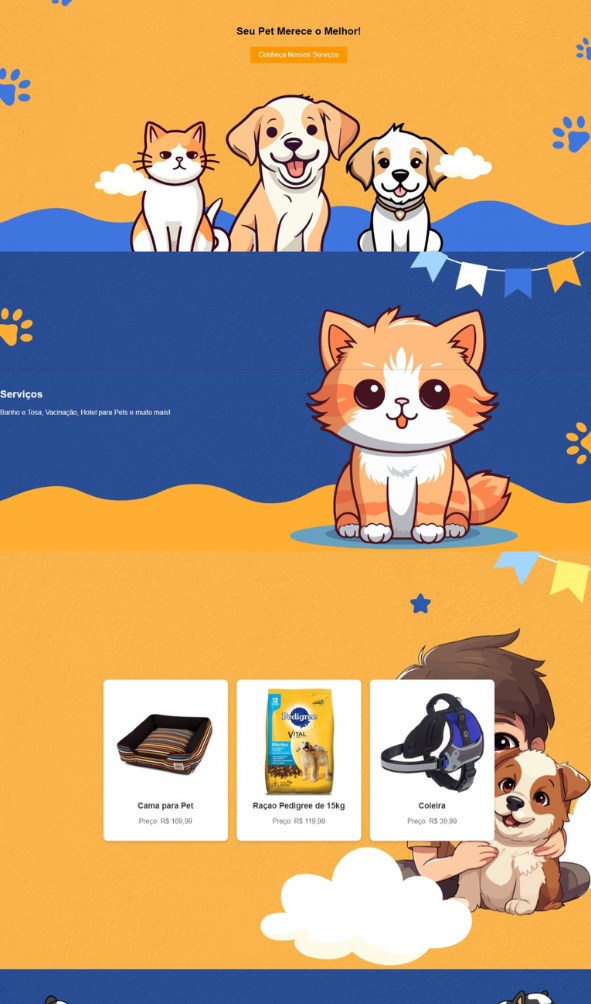 Seu Pet Merece o Melhor!
Conheça Nossos Serviços
Serviços
Banho e Tosa, Vacinação, Hotel para Pets e muito mais!
Pedigree
VITAL
Cama para Pet
Raçao Pedigree de 15kg
Coleira
Preço: R$ 169,99
Preço: R$ 119,99
Preço: R$ 39,99